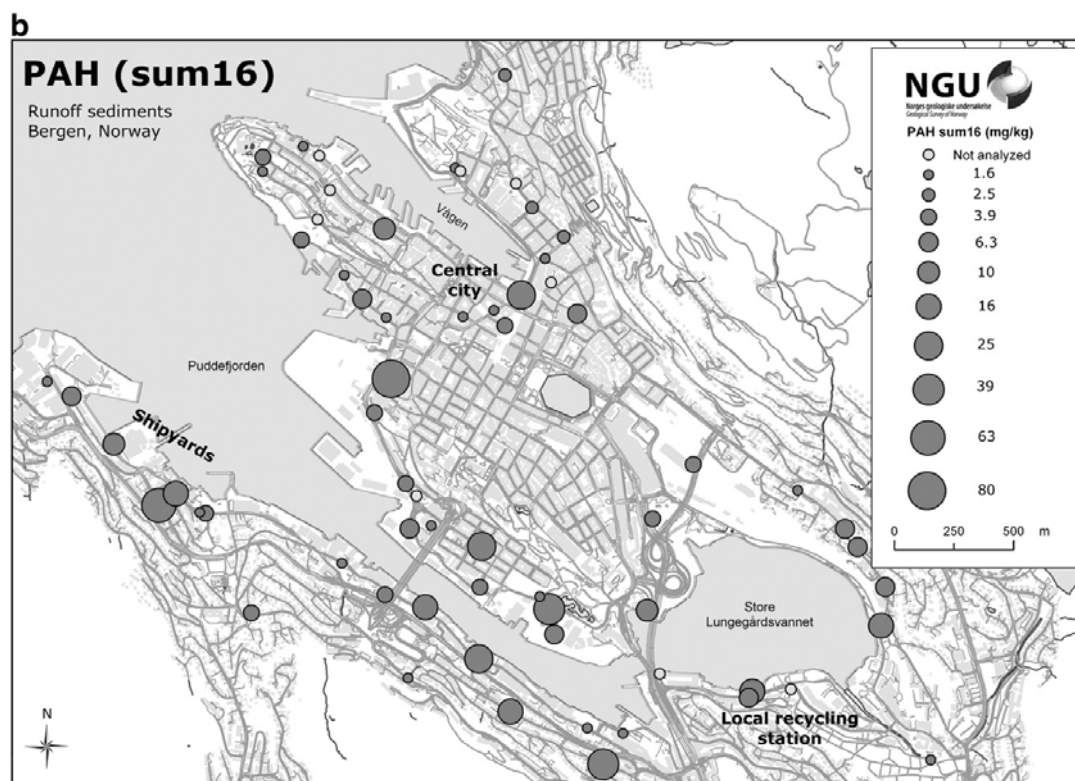 b
PAH (sum16)
Runoff sediments
Bergen, Norway
NGU
Norges geologiske undersøkelse
Geological Survey of Norway
PAH sum16 (mg/kg)
Not analyzed
1.6
2.5
3.9
6.3
10
16
25
39
63
80
0 250 500 m
Vågen
Central
city
Puddefjorden
Shipyards
Store
Lungegårdsvannet
Local recycling
station
N